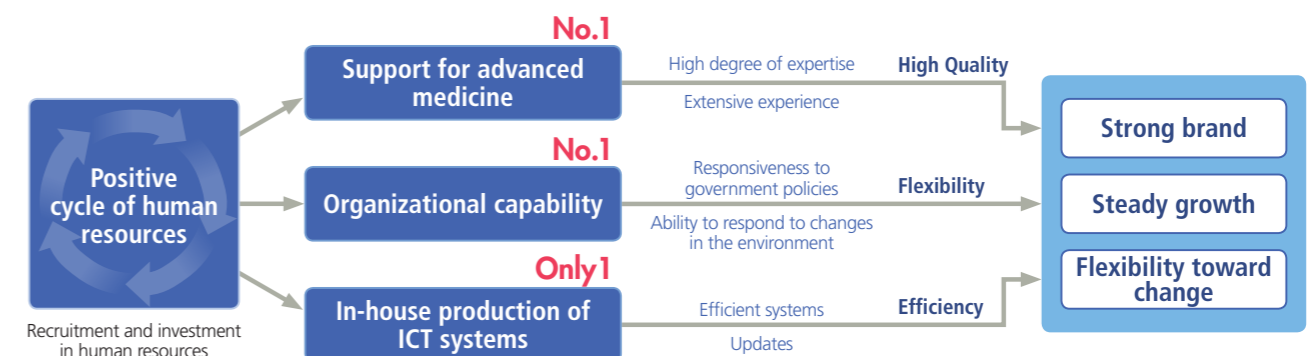 No.1
Support for advanced
medicine
High degree of expertise
High Quality
Extensive experience
Strong brand
No.1
Positive
cycle of human
resources
Organizational capability
Responsiveness to
government policies
Flexibility
Ability to respond to changes
in the environment
Steady growth
Only1
In-house production of
ICT systems
Efficient systems
Efficiency
Updates
Flexibility toward
change
Recruitment and investment
in human resources